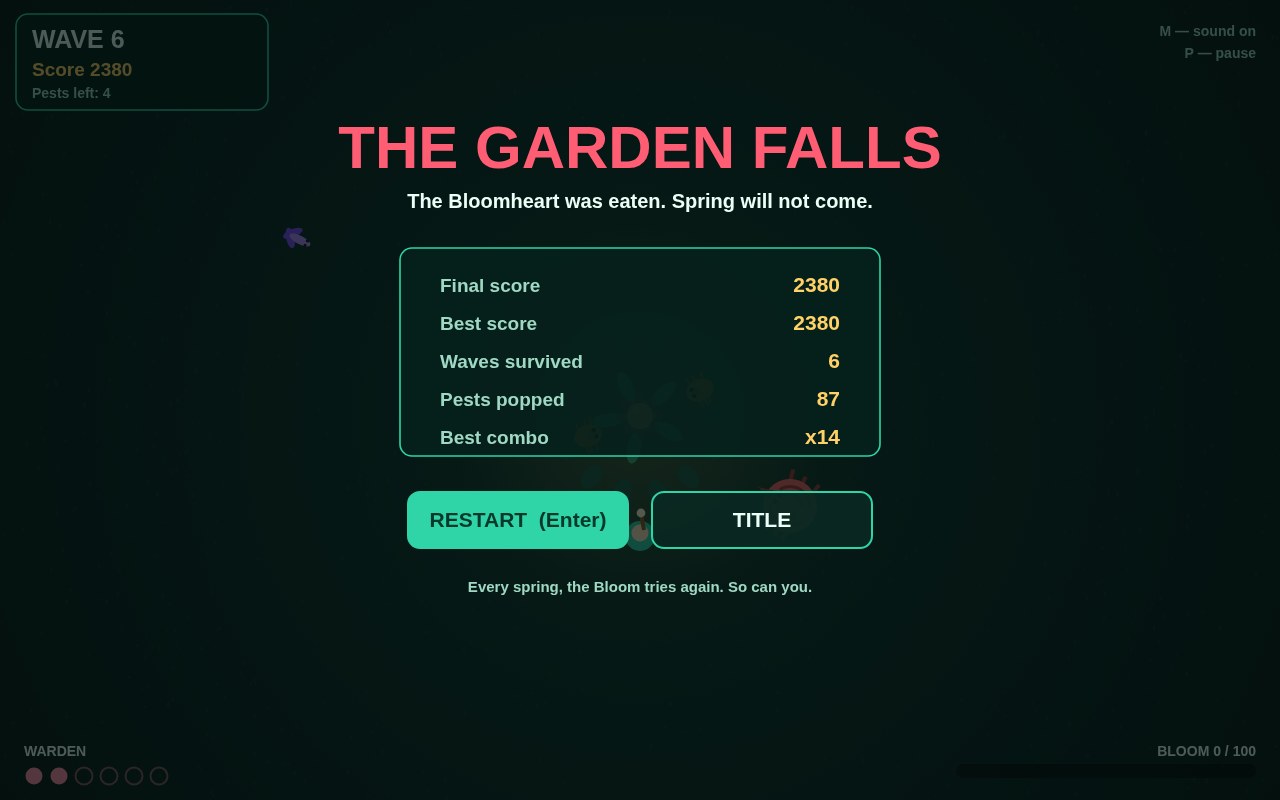 WAVE 6
Score 2380
Pests left: 4
M — sound on
P — pause
THE GARDEN FALLS
The Bloomheart was eaten. Spring will not come.
Final score 2380
Best score 2380
Waves survived 6
Pests popped 87
Best combo x14
RESTART (Enter)
TITLE
Every spring, the Bloom tries again. So can you.
WARDEN
BLOOM 0 / 100